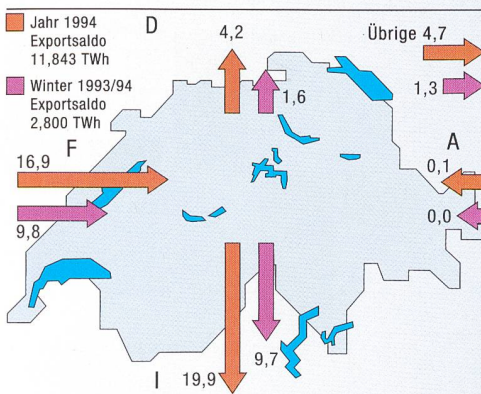 Jahr 1994
Exportsaldo
11,843 TWh
Winter 1993/94
Exportsaldo
2,800 TWh
D
4,2
1,6
Übrige 4,7
1,3
F
16,9
9,8
A
0,1
0,0
I
19,9
9,7